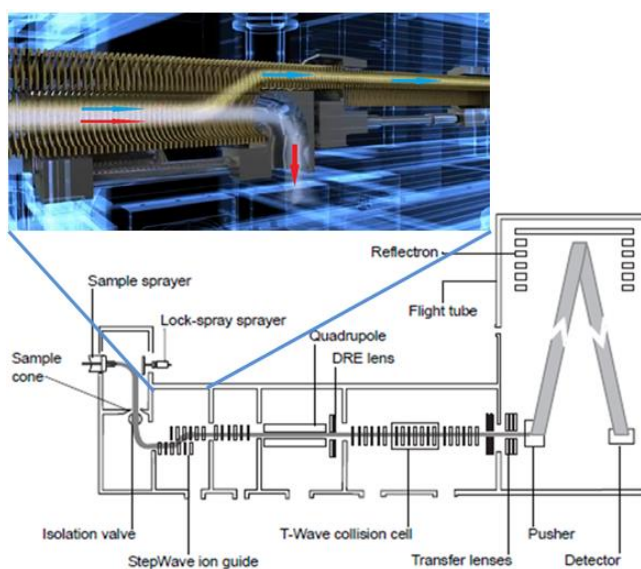 Reflectron
Sample sprayer
Flight tube
Lock-spray sprayer
Quadrupole
DRE lens
Sample
cone
Isolation valve
T-Wave collision cell
Pusher
StepWave ion guide
Transfer lenses
Detector